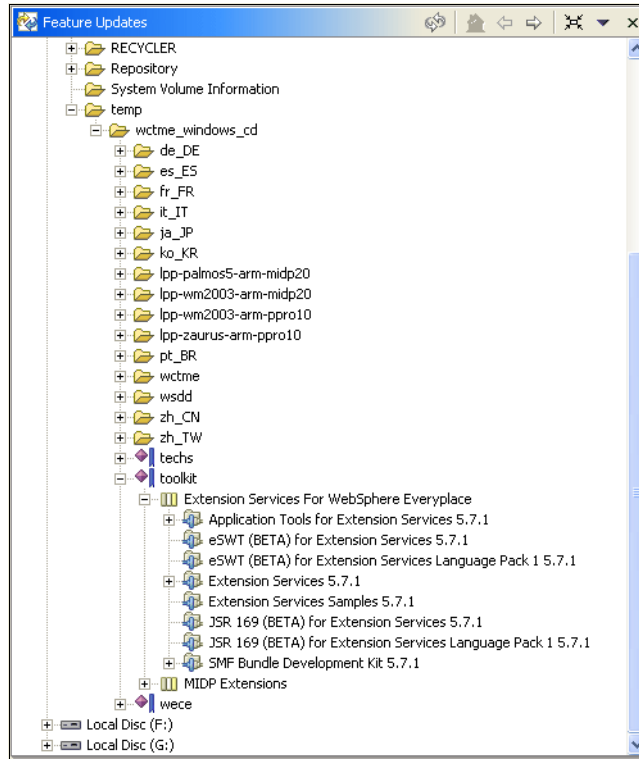 Feature Updates
RECYCLER
Repository
System Volume Information
temp
wctme_windows_cd
de_DE
es_ES
fr_FR
it_IT
ja_JP
ko_KR
lpp-palmos5-arm-midp20
lpp-wm2003-arm-midp20
lpp-wm2003-arm-ppro10
lpp-zaurus-arm-ppro10
pt_BR
wctme
wsdd
zh_CN
zh_TW
techs
toolkit
Extension Services For WebSphere Everyplace
Application Tools for Extension Services 5.7.1
eSWT (BETA) for Extension Services 5.7.1
eSWT (BETA) for Extension Services Language Pack 1 5.7.1
Extension Services 5.7.1
Extension Services Samples 5.7.1
JSR 169 (BETA) for Extension Services 5.7.1
JSR 169 (BETA) for Extension Services Language Pack 1 5.7.1
SMF Bundle Development Kit 5.7.1
MIDP Extensions
wece
Local Disc (F:)
Local Disc (G:)